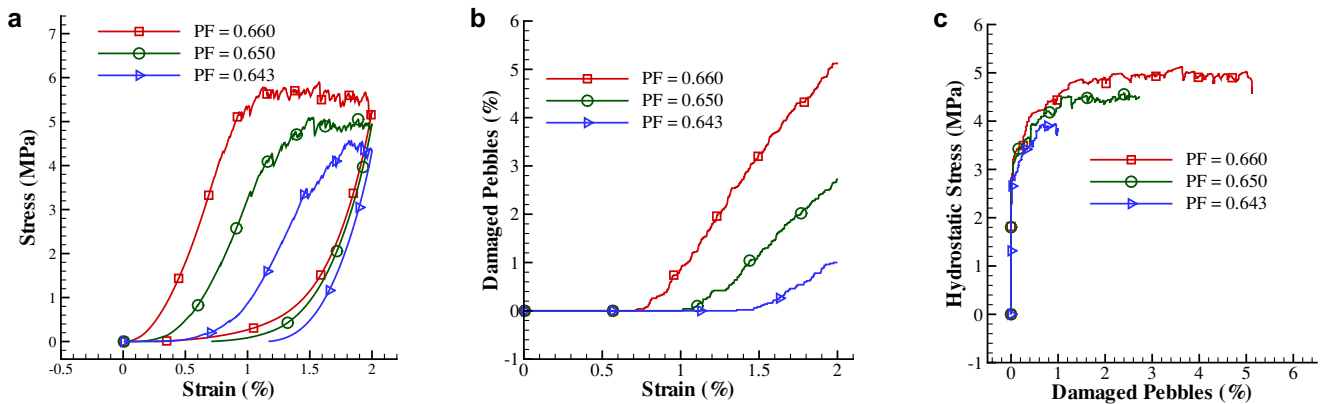 a
PF = 0.660
PF = 0.650
PF = 0.643
7
6
5
4
3
2
1
0
Stress (MPa)
-0.5
0
0.5
1
1.5
2
Strain (%)
b
PF = 0.660
PF = 0.650
PF = 0.643
6
5
4
3
2
1
0
-1
Damaged Pebbles (%)
0
0.5
1
1.5
2
Strain (%)
c
PF = 0.660
PF = 0.650
PF = 0.643
6
5
4
3
2
1
0
-1
Hydrostatic Stress (MPa)
0
1
2
3
4
5
6
Damaged Pebbles (%)